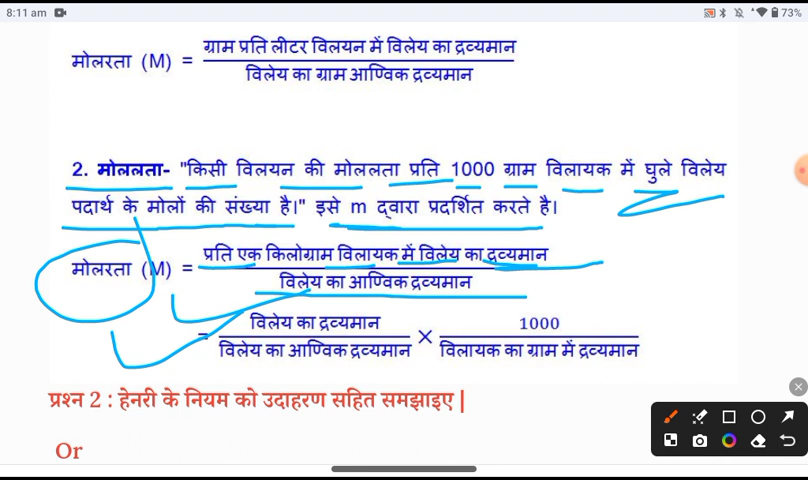 8:11 am
73%
ग्राम प्रति लीटर विलयन में विलेय का द्रव्यमान
मोलरता (M) =
विलेय का ग्राम आण्विक द्रव्यमान
2. मोललता- "किसी विलयन की मोललता प्रति 1000 ग्राम विलायक में घुले विलेय
पदार्थ के मोलों की संख्या है।" इसे m द्वारा प्रदर्शित करते है।
प्रति एक किलोग्राम विलायक में विलेय का द्रव्यमान
मोलरता (M) =
विलेय का आण्विक द्रव्यमान
विलेय का द्रव्यमान 1000
= ×
विलेय का आण्विक द्रव्यमान विलायक का ग्राम में द्रव्यमान
प्रश्न 2 : हेनरी के नियम को उदाहरण सहित समझाइए |
Or